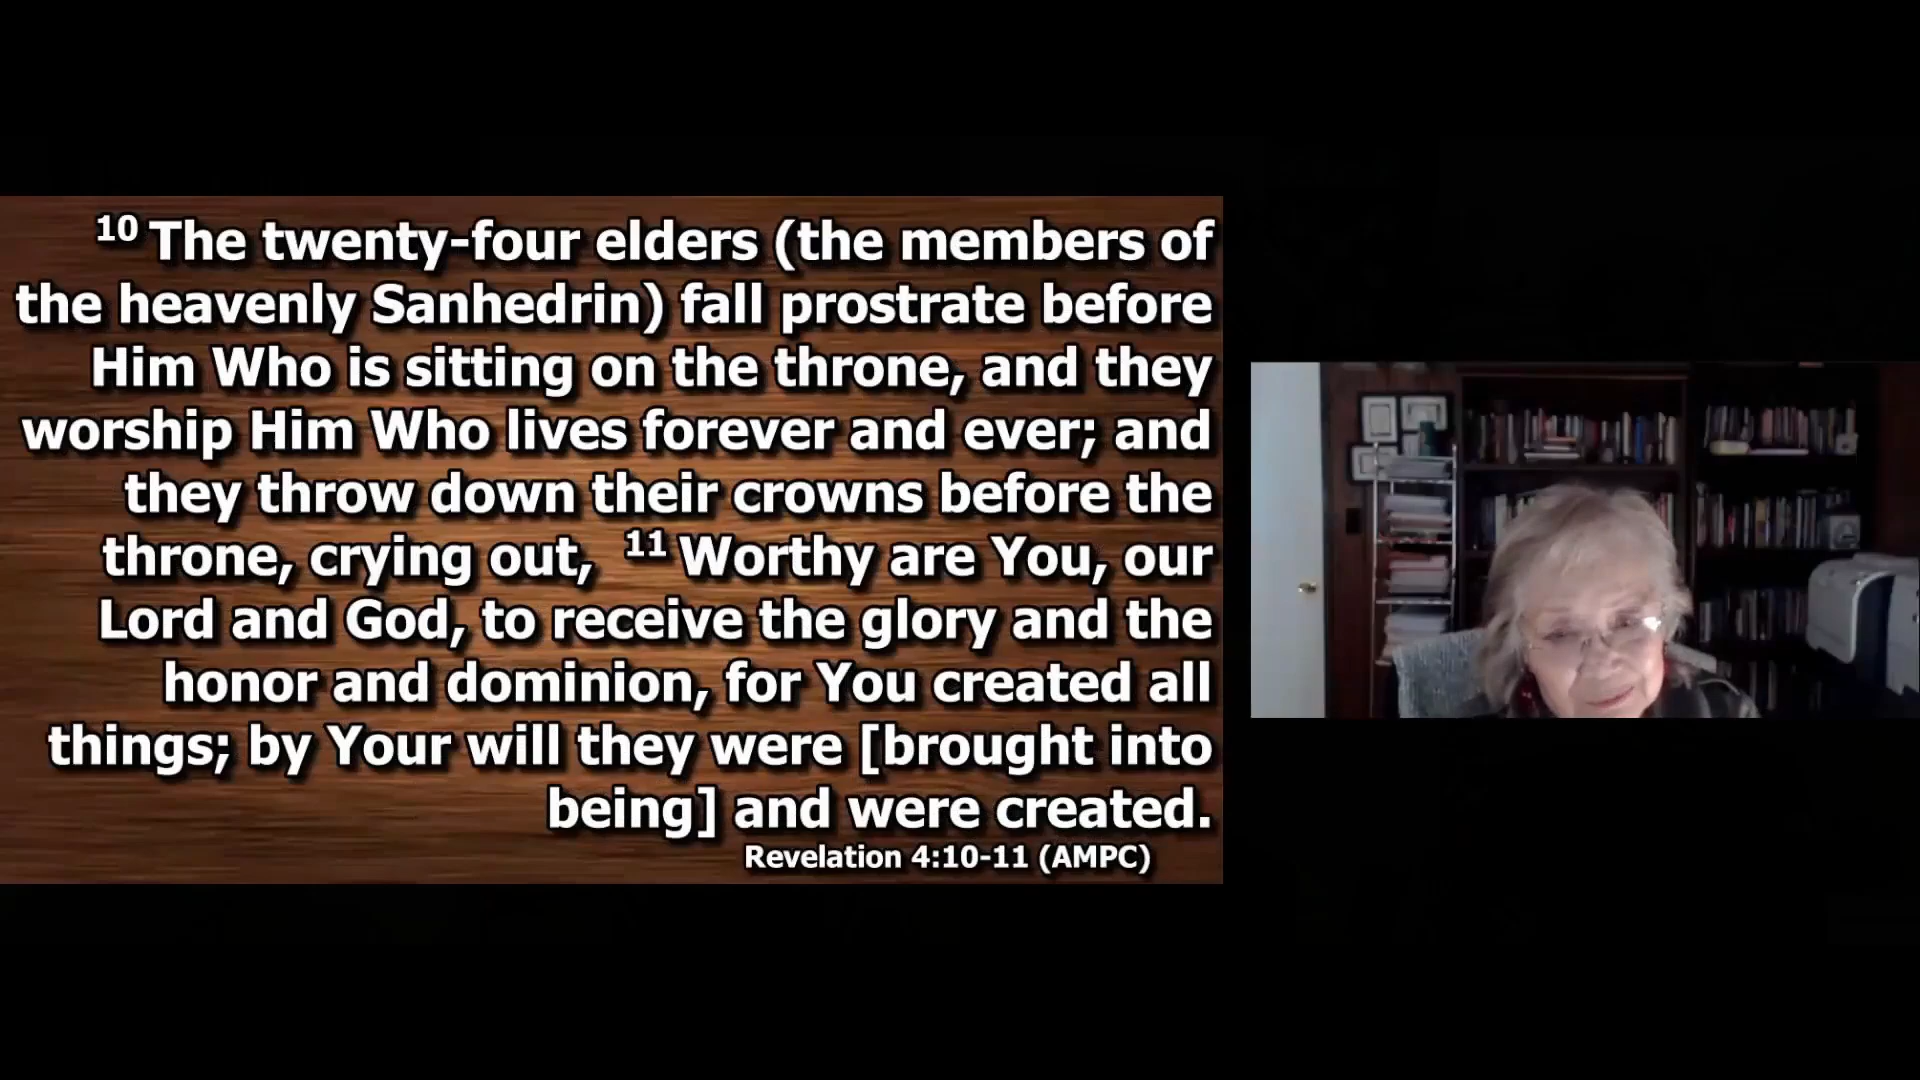 10 The twenty-four elders (the members of
the heavenly Sanhedrin) fall prostrate before
Him Who is sitting on the throne, and they
worship Him Who lives forever and ever; and
they throw down their crowns before the
throne, crying out, 11 Worthy are You, our
Lord and God, to receive the glory and the
honor and dominion, for You created all
things; by Your will they were [brought into
being] and were created.
Revelation 4:10-11 (AMPC)